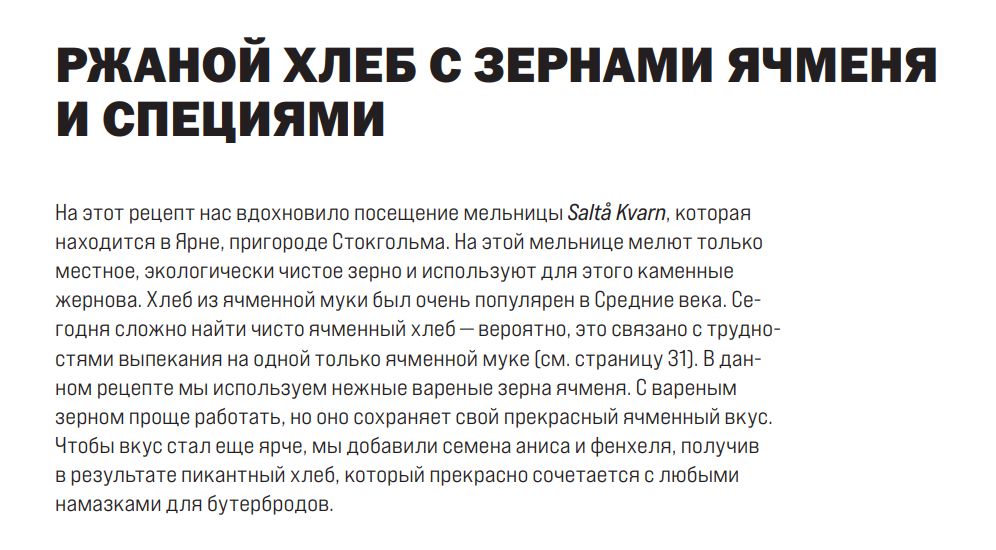 РЖАНОЙ ХЛЕБ С ЗЕРНАМИ ЯЧМЕНЯ
И СПЕЦИЯМИ
На этот рецепт нас вдохновило посещение мельницы Saltå Kvarn, которая
находится в Ярне, пригороде Стокгольма. На этой мельнице мелют только
местное, экологически чистое зерно и используют для этого каменные
жернова. Хлеб из ячменной муки был очень популярен в Средние века. Се-
годня сложно найти чисто ячменный хлеб — вероятно, это связано с трудно-
стями выпекания на одной только ячменной муке (см. страницу 31). В дан-
ном рецепте мы используем нежные вареные зерна ячменя. С вареным
зерном проще работать, но оно сохраняет свой прекрасный ячменный вкус.
Чтобы вкус стал еще ярче, мы добавили семена аниса и фенхеля, получив
в результате пикантный хлеб, который прекрасно сочетается с любыми
намазками для бутербродов.